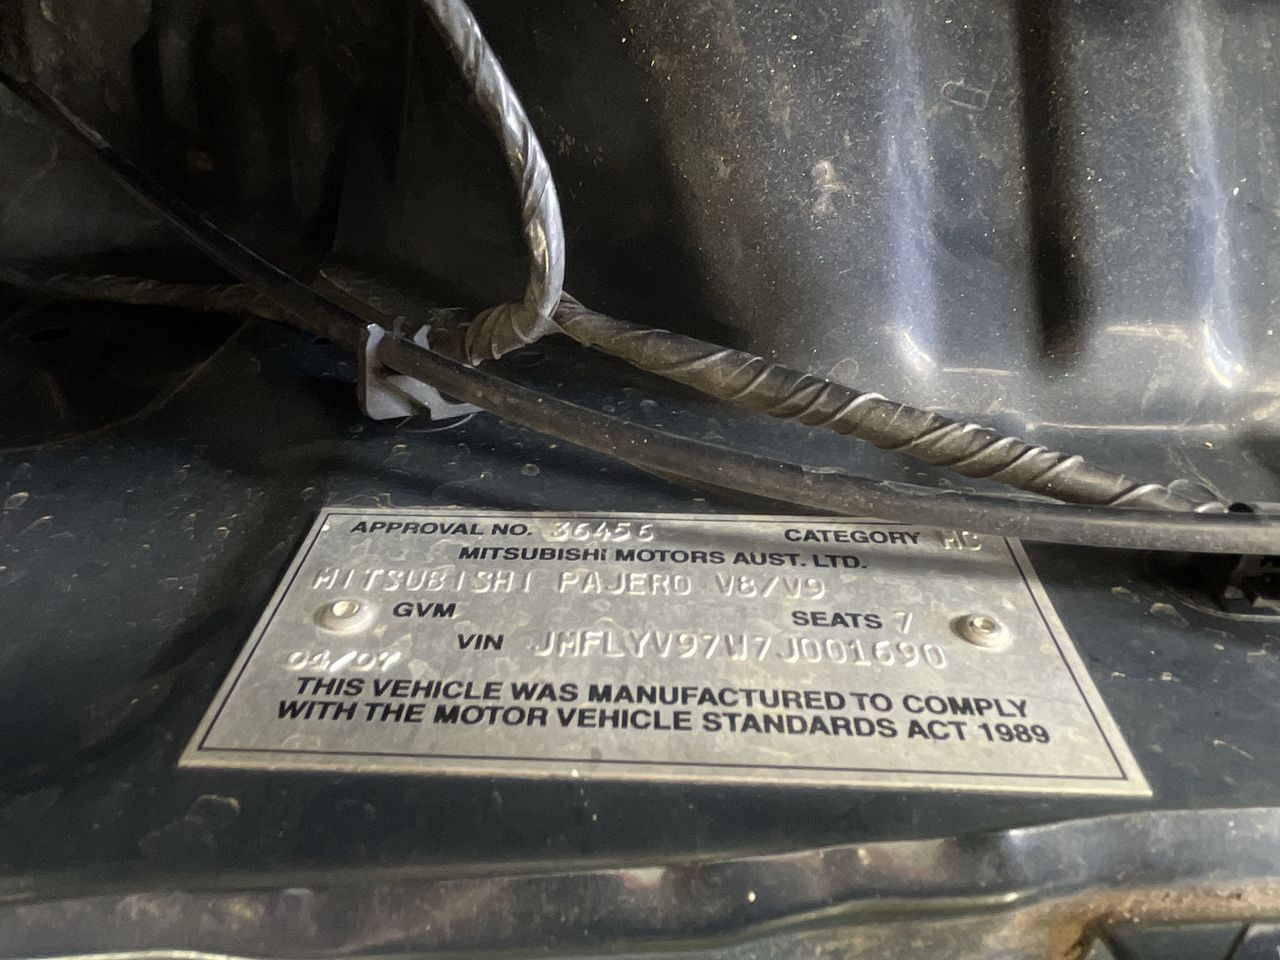 APPROVAL NO. 36456 CATEGORY MC
MITSUBISHI MOTORS AUST. LTD.
MITSUBISHI PAJERO V8/V9
GVM SEATS 7
VIN JMFLYV97W7J001690
04/07
THIS VEHICLE WAS MANUFACTURED TO COMPLY
WITH THE MOTOR VEHICLE STANDARDS ACT 1989